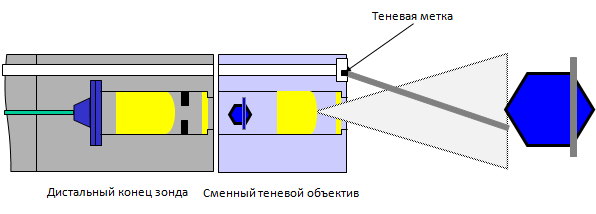 Теневая метка
Дистальный конец зонда
Сменный теневой объектив